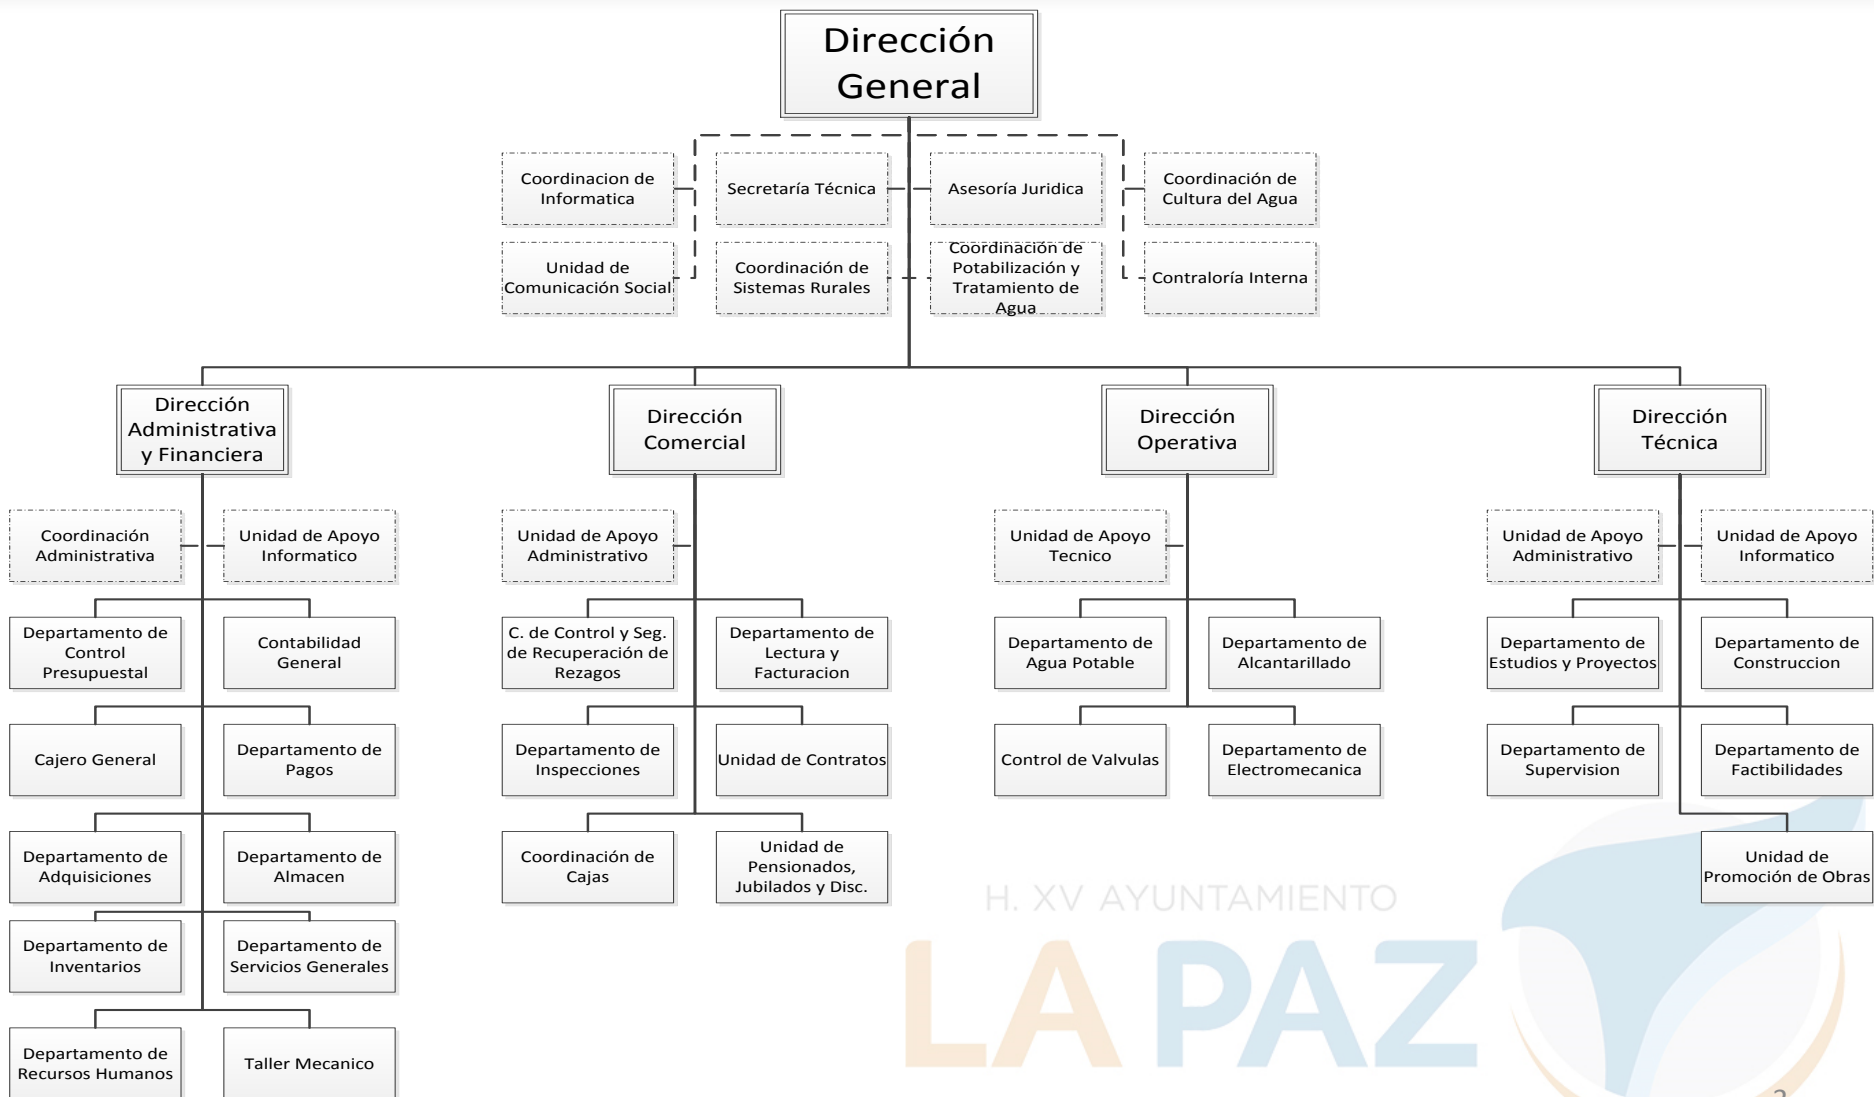 Dirección
General
Coordinacion de
Informatica
Secretaría Técnica
Asesoría Juridica
Coordinación de
Cultura del Agua
Unidad de
Comunicación Social
Coordinación de
Sistemas Rurales
Coordinación de
Potabilización y
Tratamiento de
Agua
Contraloría Interna
Dirección
Administrativa
y Financiera
Dirección
Comercial
Dirección
Operativa
Dirección
Técnica
Coordinación
Administrativa
Unidad de Apoyo
Informatico
Unidad de Apoyo
Administrativo
Unidad de Apoyo
Tecnico
Unidad de Apoyo
Administrativo
Unidad de Apoyo
Informatico
Departamento de
Control
Presupuestal
Contabilidad
General
C. de Control y Seg.
de Recuperación de
Rezagos
Departamento de
Lectura y
Facturacion
Departamento de
Agua Potable
Departamento de
Alcantarillado
Departamento de
Estudios y Proyectos
Departamento de
Construccion
Cajero General
Departamento de
Pagos
Departamento de
Inspecciones
Unidad de Contratos
Control de Valvulas
Departamento de
Electromecanica
Departamento de
Supervision
Departamento de
Factibilidades
Departamento de
Adquisiciones
Departamento de
Almacen
Coordinación de
Cajas
Unidad de
Pensionados,
Jubilados y Disc.
Unidad de
Promoción de Obras
Departamento de
Inventarios
Departamento de
Servicios Generales
Departamento de
Recursos Humanos
Taller Mecanico
H. XV AYUNTAMIENTO
LA PAZ